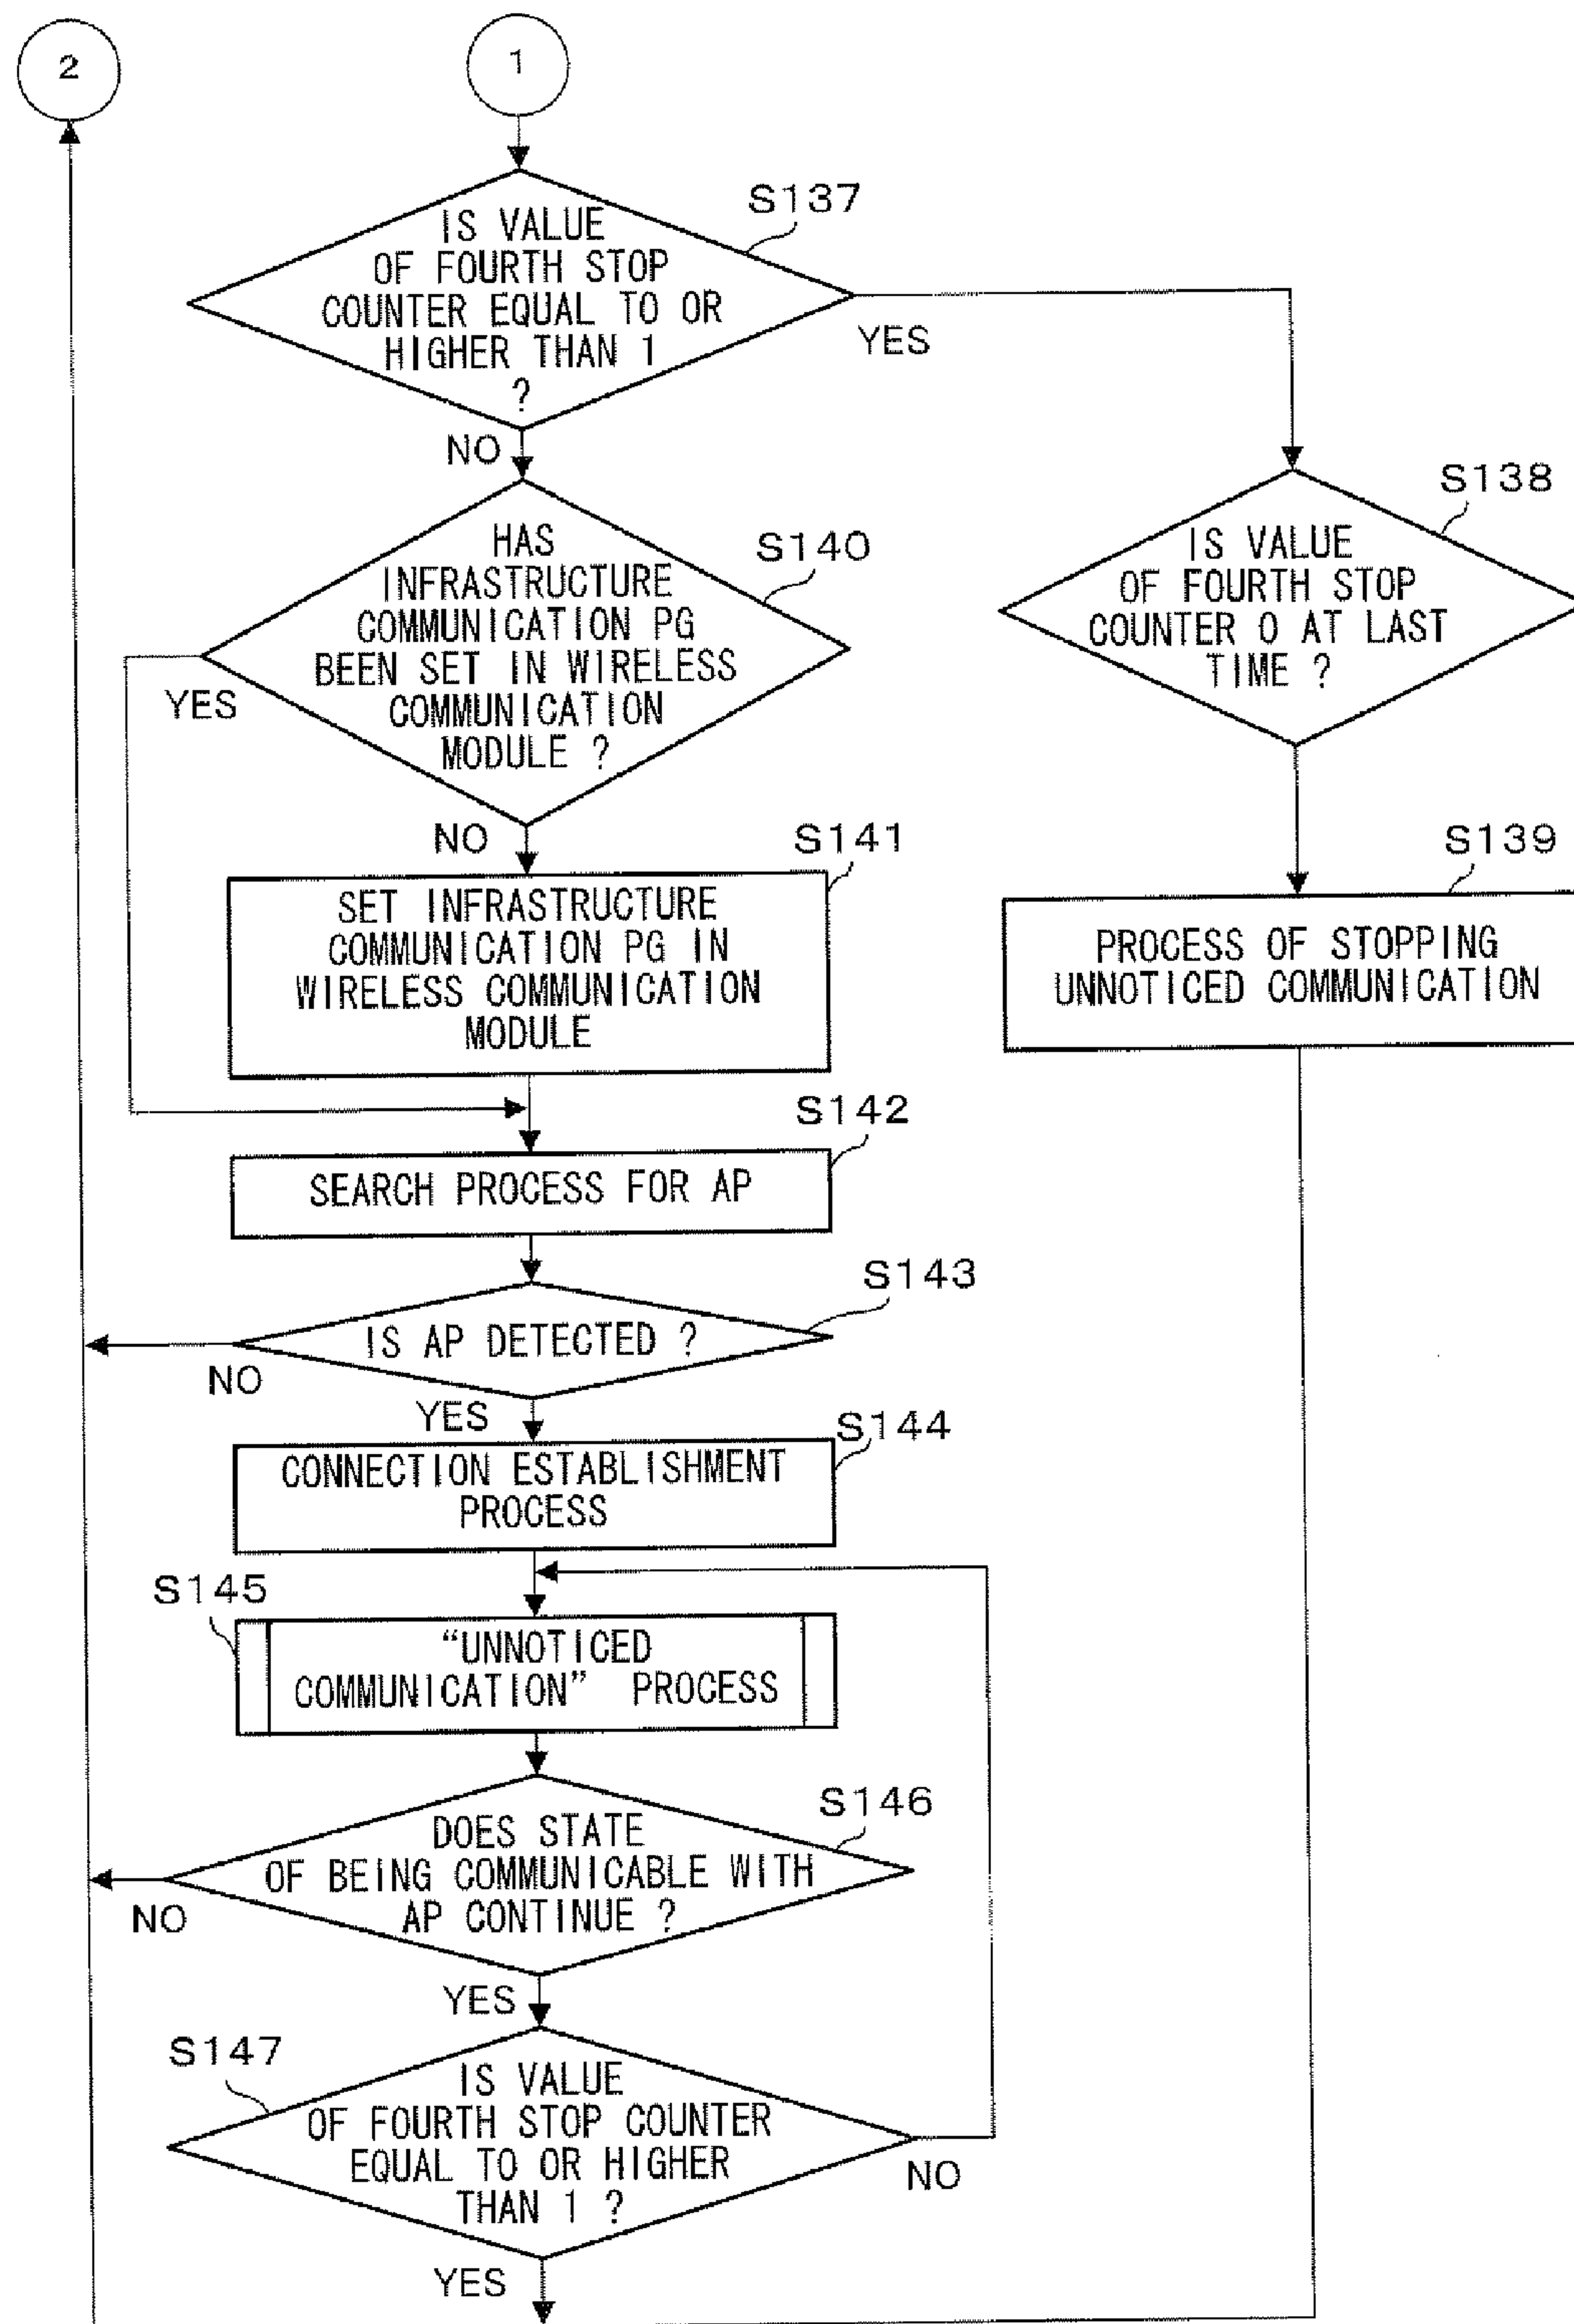 2
1
S137
IS VALUE
OF FOURTH STOP
COUNTER EQUAL TO OR
HIGHER THAN 1
?
YES
NO
S138
IS VALUE
OF FOURTH STOP
COUNTER 0 AT LAST
TIME ?
S140
HAS
INFRASTRUCTURE
COMMUNICATION PG
BEEN SET IN WIRELESS
COMMUNICATION
MODULE ?
YES
NO
S141
SET INFRASTRUCTURE
COMMUNICATION PG IN
WIRELESS COMMUNICATION
MODULE
S139
PROCESS OF STOPPING
UNNOTICED COMMUNICATION
S142
SEARCH PROCESS FOR AP
S143
IS AP DETECTED ?
NO
YES
S144
CONNECTION ESTABLISHMENT
PROCESS
S145
“UNNOTICED
COMMUNICATION” PROCESS
S146
DOES STATE
OF BEING COMMUNICABLE WITH
AP CONTINUE ?
NO
YES
S147
IS VALUE
OF FOURTH STOP COUNTER
EQUAL TO OR HIGHER
THAN 1 ?
NO
YES